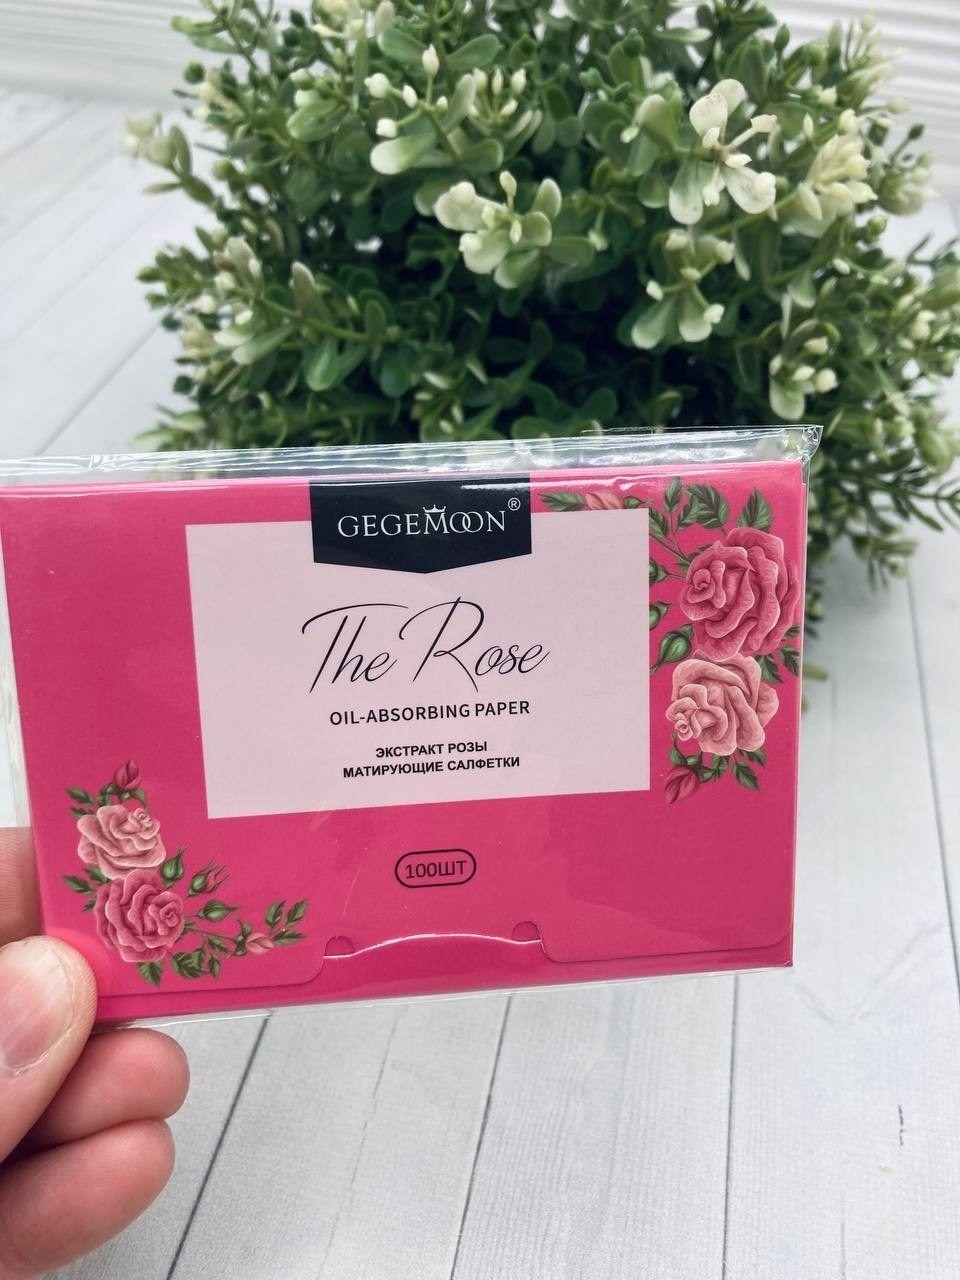 GEGEMOON®
The Rose
OIL-ABSORBING PAPER
ЭКСТРАКТ РОЗЫ
МАТИРУЮЩИЕ САЛФЕТКИ
100ШТ